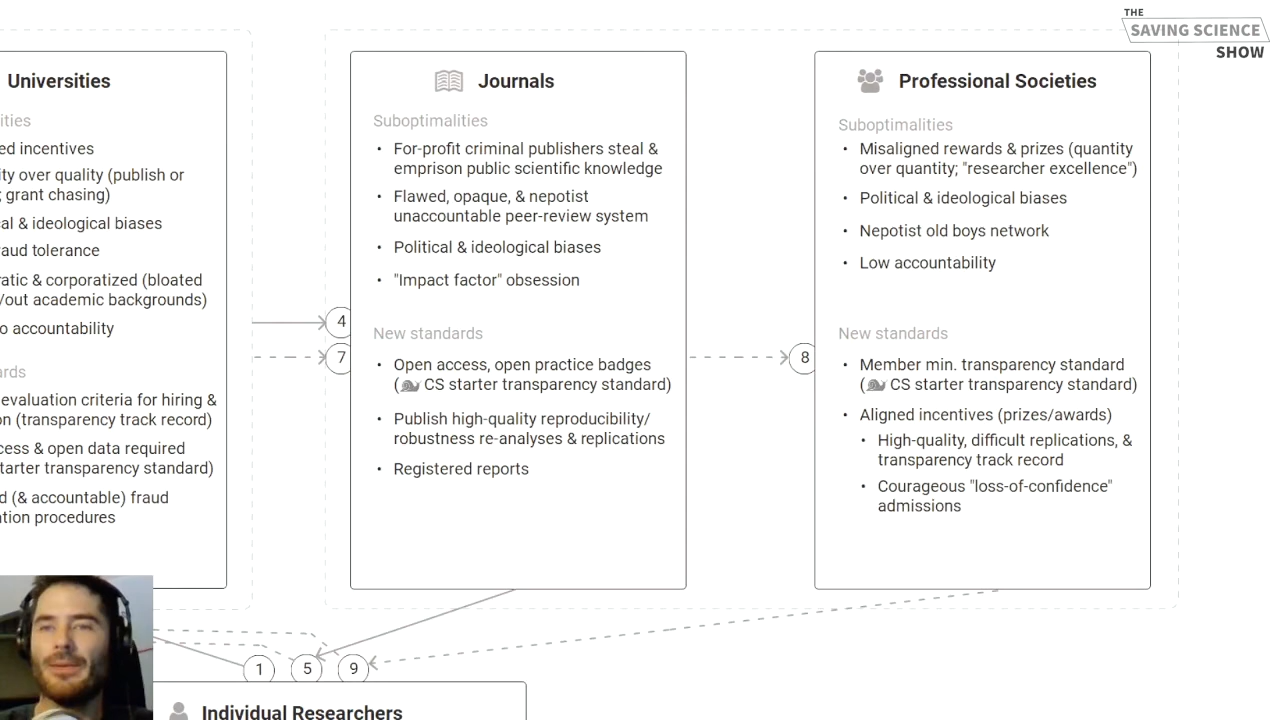 THE
SAVING SCIENCE
SHOW
Universities
ities
ed incentives
ity over quality (publish or
; grant chasing)
al & ideological biases
raud tolerance
ratic & corporatized (bloated
/out academic backgrounds)
o accountability
ards
evaluation criteria for hiring &
on (transparency track record)
cess & open data required
tarter transparency standard)
d (& accountable) fraud
ation procedures
4
7
Journals
Suboptimalities
• For-profit criminal publishers steal &
emprison public scientific knowledge
• Flawed, opaque, & nepotist
unaccountable peer-review system
• Political & ideological biases
• "Impact factor" obsession
New standards
• Open access, open practice badges
( CS starter transparency standard)
• Publish high-quality reproducibility/
robustness re-analyses & replications
• Registered reports
8
Professional Societies
Suboptimalities
• Misaligned rewards & prizes (quantity
over quantity; "researcher excellence")
• Political & ideological biases
• Nepotist old boys network
• Low accountability
New standards
• Member min. transparency standard
( CS starter transparency standard)
• Aligned incentives (prizes/awards)
• High-quality, difficult replications, &
transparency track record
• Courageous "loss-of-confidence"
admissions
1
5
9
Individual Researchers